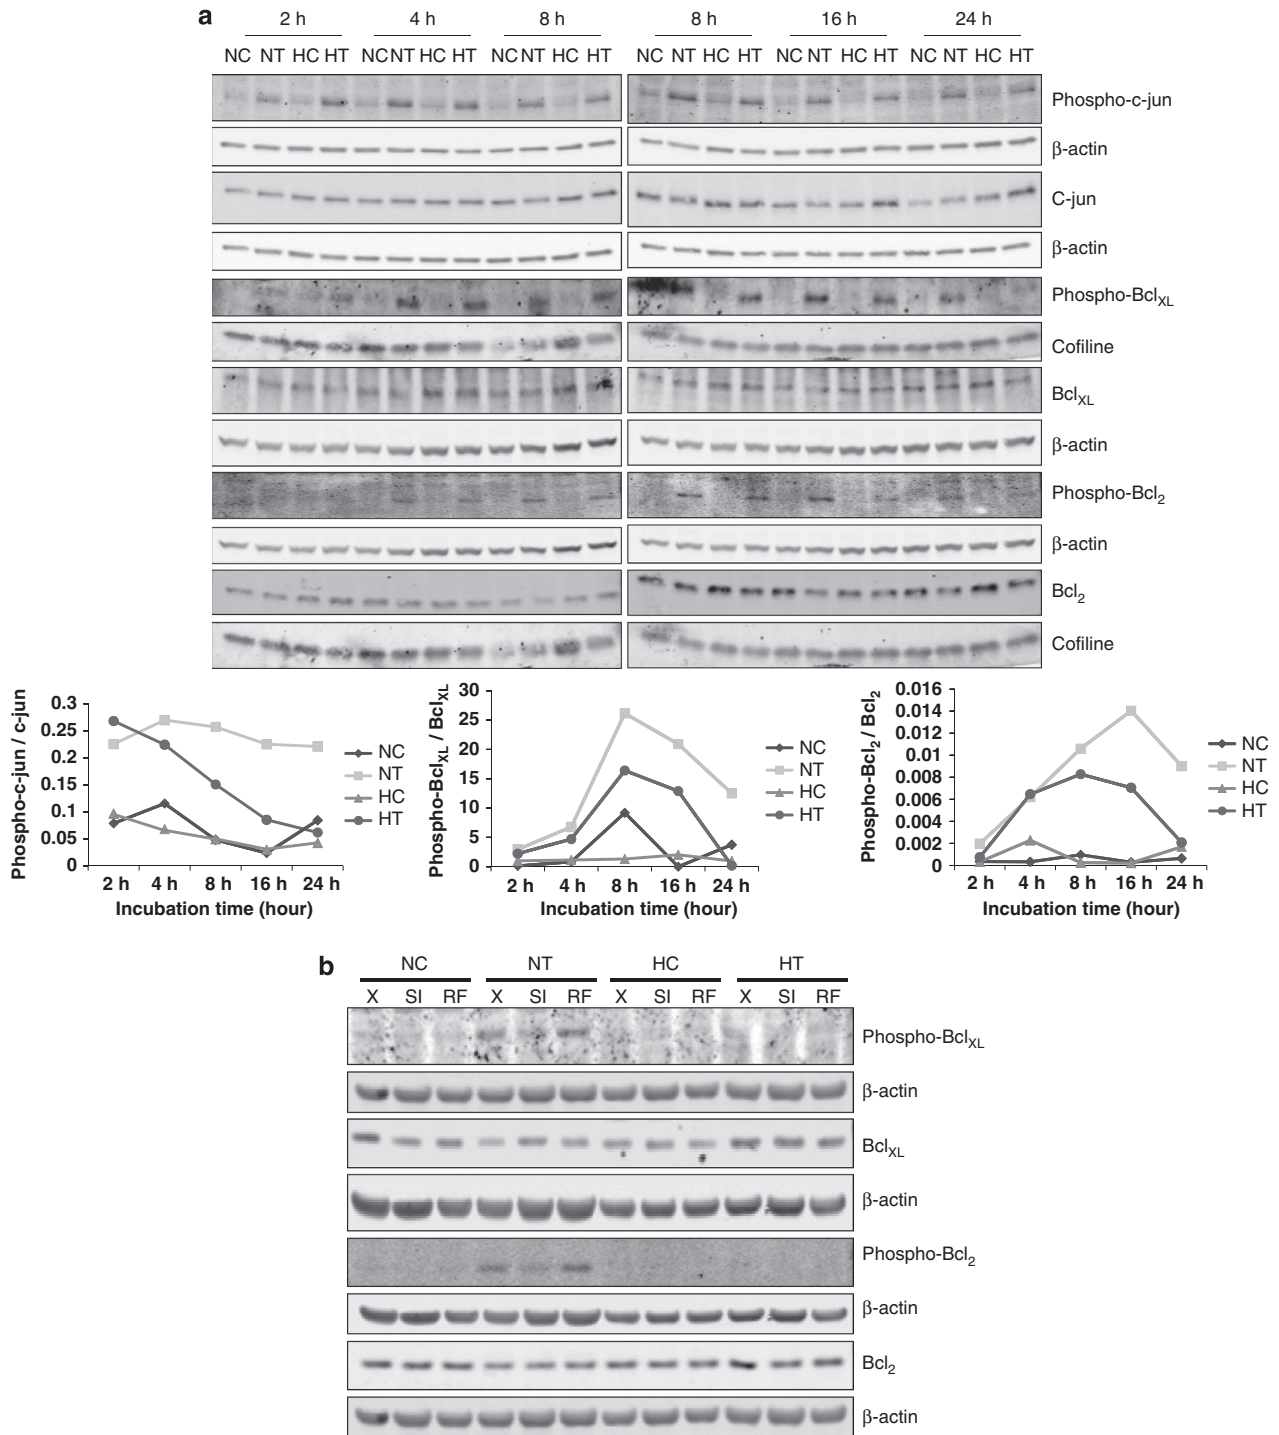 a
2 h 4 h 8 h 8 h 16 h 24 h
NC NT HC HT NC NT HC HT NC NT HC HT NC NT HC HT NC NT HC HT NC NT HC HT
Phospho-c-jun
β-actin
C-jun
β-actin
Phospho-BclXL
Cofiline
BclXL
β-actin
Phospho-Bcl2
β-actin
Bcl2
Cofiline
Phospho-c-jun / c-jun
0.3
0.25
0.2
0.15
0.1
0.05
0
2 h 4 h 8 h 16 h 24 h
Incubation time (hour)
NC
NT
HC
HT
Phospho-BclXL / BclXL
30
25
20
15
10
5
0
2 h 4 h 8 h 16 h 24 h
Incubation time (hour)
NC
NT
HC
HT
Phospho-Bcl2 / Bcl2
0.016
0.014
0.012
0.01
0.008
0.006
0.004
0.002
0
2 h 4 h 8 h 16 h 24 h
Incubation time (hour)
NC
NT
HC
HT
b
NC NT HC HT
X SI RF X SI RF X SI RF X SI RF
Phospho-BclXL
β-actin
BclXL
β-actin
Phospho-Bcl2
β-actin
Bcl2
β-actin